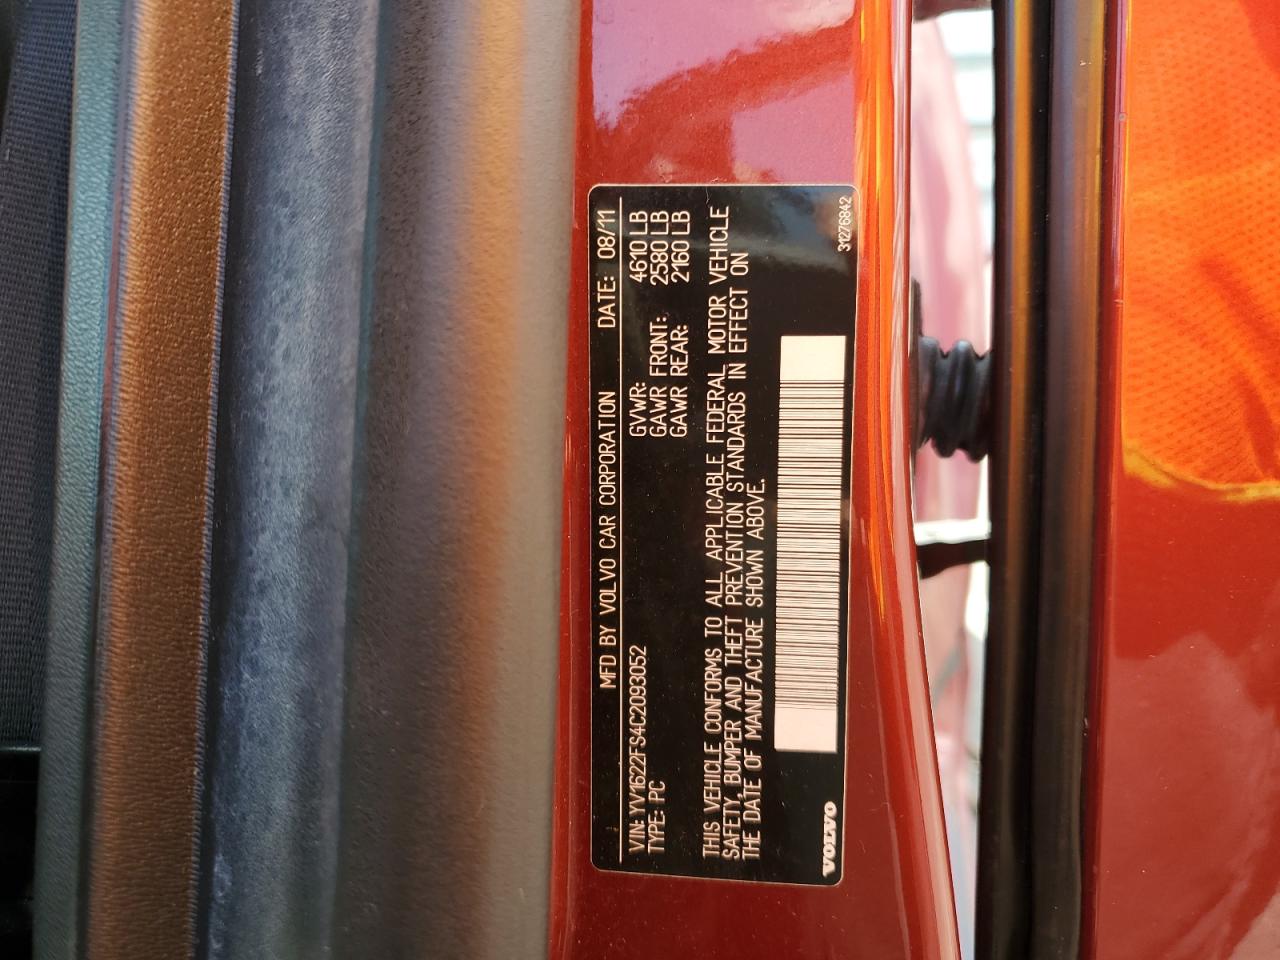 MFD BY VOLVO CAR CORPORATION DATE: 08/11
VIN: YV1622FS4C2093052 GVWR: 4610 LB
TYPE: PC GAWR FRONT: 2580 LB
GAWR REAR: 2160 LB
THIS VEHICLE CONFORMS TO ALL APPLICABLE FEDERAL MOTOR VEHICLE
SAFETY, BUMPER AND THEFT PREVENTION STANDARDS IN EFFECT ON
THE DATE OF MANUFACTURE SHOWN ABOVE.
VOLVO 31276842